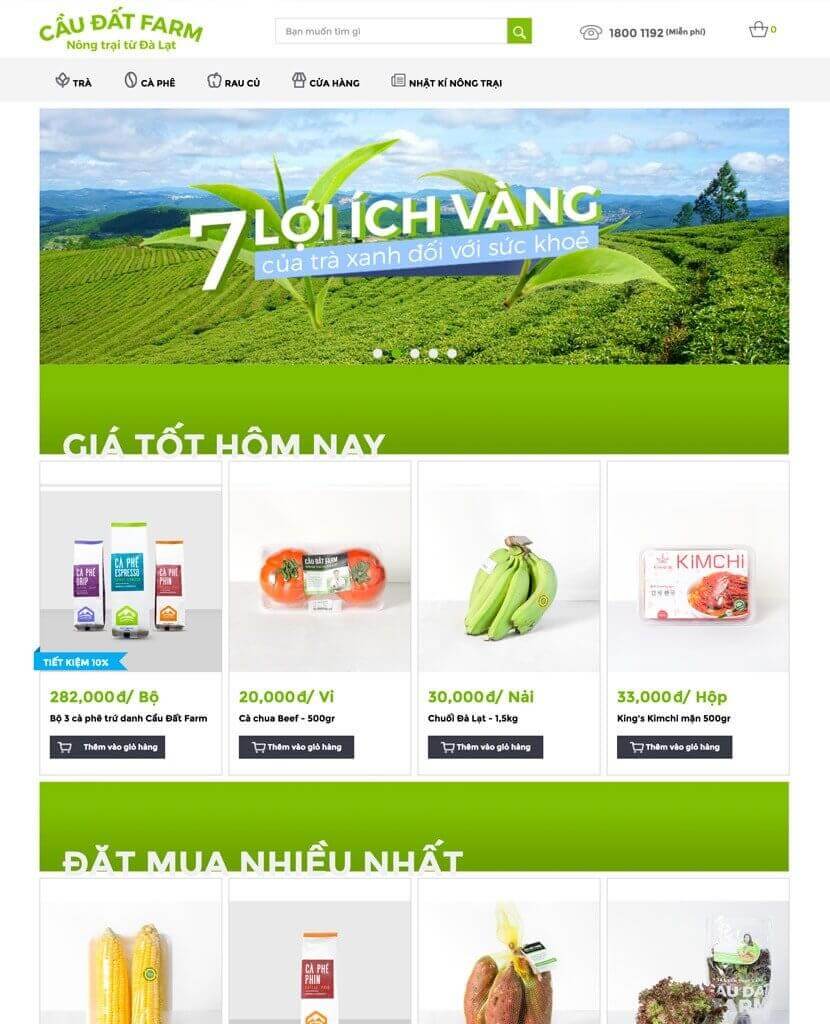 CẦU ĐẤT FARM
Nông trại từ Đà Lạt
Bạn muốn tìm gì
1800 1192 (Miễn phí)
0
TRÀ
CÀ PHÊ
RAU CỦ
CỬA HÀNG
NHẬT KÍ NÔNG TRẠI
7 LỢI ÍCH VÀNG
của trà xanh đối với sức khoẻ
GIÁ TỐT HÔM NAY
CÀ PHÊ
DRIP
CÀ PHÊ
ESPRESSO
CÀ PHÊ
PHIN
CẦU ĐẤT FARM
KIMCHI
TIẾT KIỆM 10%
282,000đ/ Bộ
Bộ 3 cà phê trứ danh Cầu Đất Farm
Thêm vào giỏ hàng
20,000đ/ Vỉ
Cà chua Beef - 500gr
Thêm vào giỏ hàng
30,000đ/ Nải
Chuối Đà Lạt - 1,5kg
Thêm vào giỏ hàng
33,000đ/ Hộp
King's Kimchi mặn 500gr
Thêm vào giỏ hàng
ĐẶT MUA NHIỀU NHẤT
CÀ PHÊ
PHIN